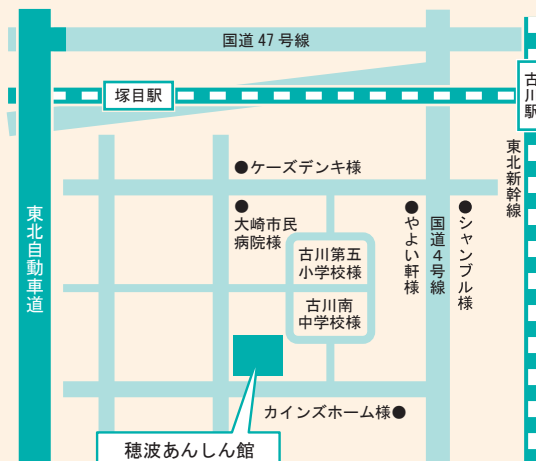 国道47号線
塚目駅
古川駅
東北新幹線
●ケーズデンキ様
●
大崎市民
病院様
古川第五
小学校様
古川南
中学校様
●やよい軒様
国道4号線
●シャンブル様
東北自動車道
カインズホーム様●
穂波あんしん館